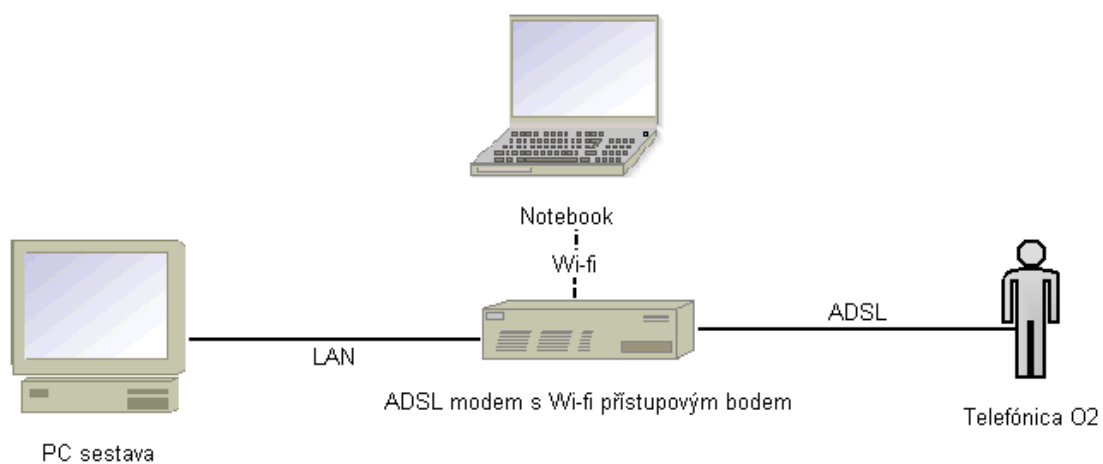 Notebook
Wi-fi
ADSL
LAN
ADSL modem s Wi-fi přístupovým bodem
Telefónica O2
PC sestava